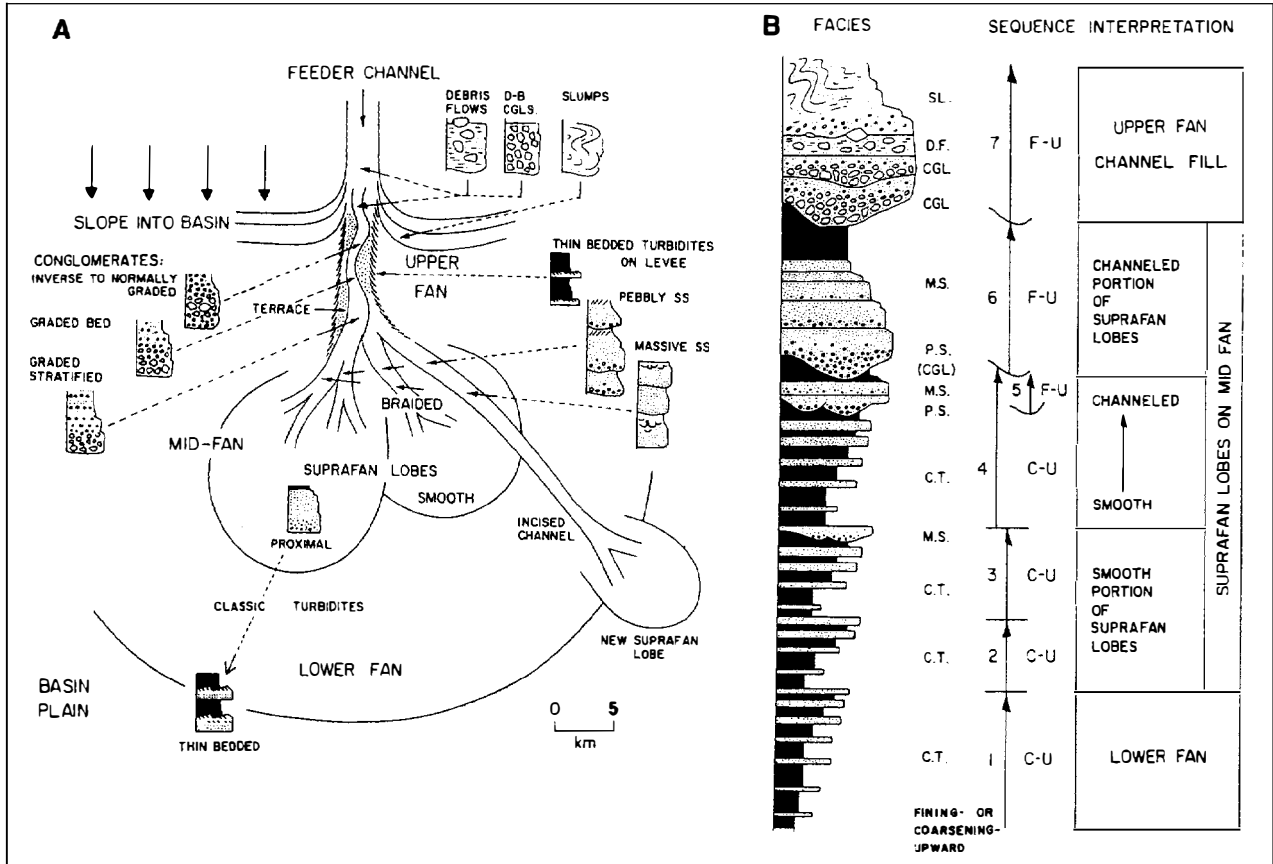 A
FEEDER CHANNEL
DEBRIS
FLOWS
D-B
CGLS.
SLUMPS
SLOPE INTO BASIN
CONGLOMERATES:
INVERSE TO NORMALLY
GRADED
UPPER
FAN
THIN BEDDED TURBIDITES
ON LEVEE
TERRACE
PEBBLY SS
GRADED BED
MASSIVE SS
GRADED
STRATIFIED
BRAIDED
MID-FAN
SUPRAFAN LOBES
SMOOTH
PROXIMAL
INCISED
CHANNEL
CLASSIC TURBIDITES
NEW SUPRAFAN
LOBE
LOWER FAN
BASIN
PLAIN
THIN BEDDED
0 5
km
B
FACIES
SEQUENCE INTERPRETATION
SL.
D.F.
CGL.
CGL
7 F-U
UPPER FAN
CHANNEL FILL
M.S.
P.S.
(CGL)
6 F-U
CHANNELED
PORTION
OF
SUPRAFAN
LOBES
M.S.
P.S.
5 F-U
C.T.
4 C-U
CHANNELED
SMOOTH
M.S.
C.T.
3 C-U
C.T.
2 C-U
SMOOTH
PORTION
OF
SUPRAFAN
LOBES
SUPRAFAN LOBES ON MID FAN
C.T.
1 C-U
LOWER FAN
FINING- OR
COARSENING-
UPWARD